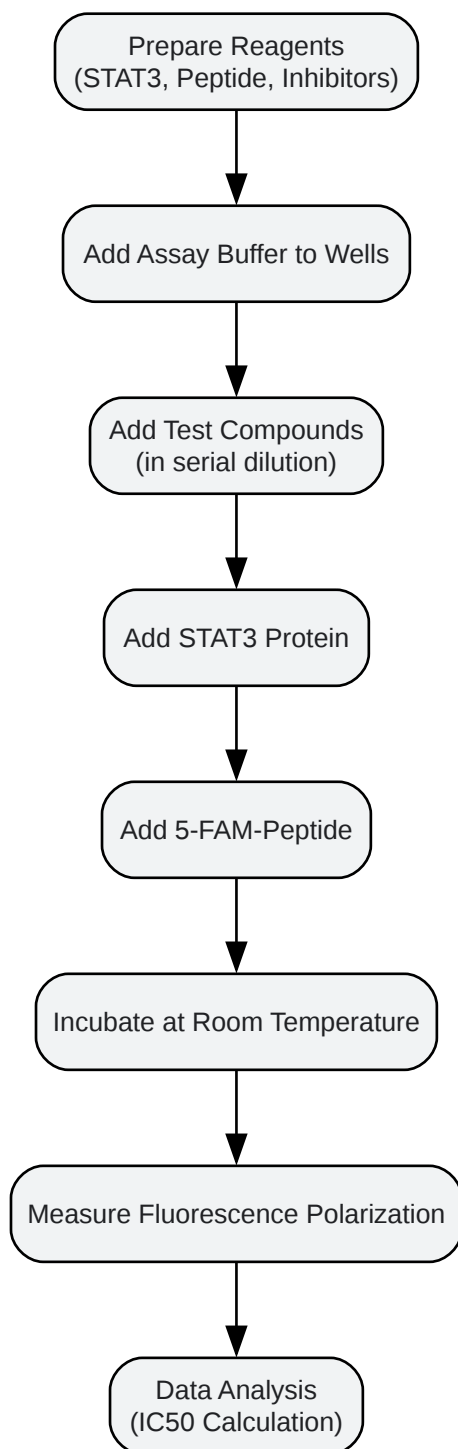 Prepare Reagents
(STAT3, Peptide, Inhibitors)
Add Assay Buffer to Wells
Add Test Compounds
(in serial dilution)
Add STAT3 Protein
Add 5-FAM-Peptide
Incubate at Room Temperature
Measure Fluorescence Polarization
Data Analysis
(IC50 Calculation)